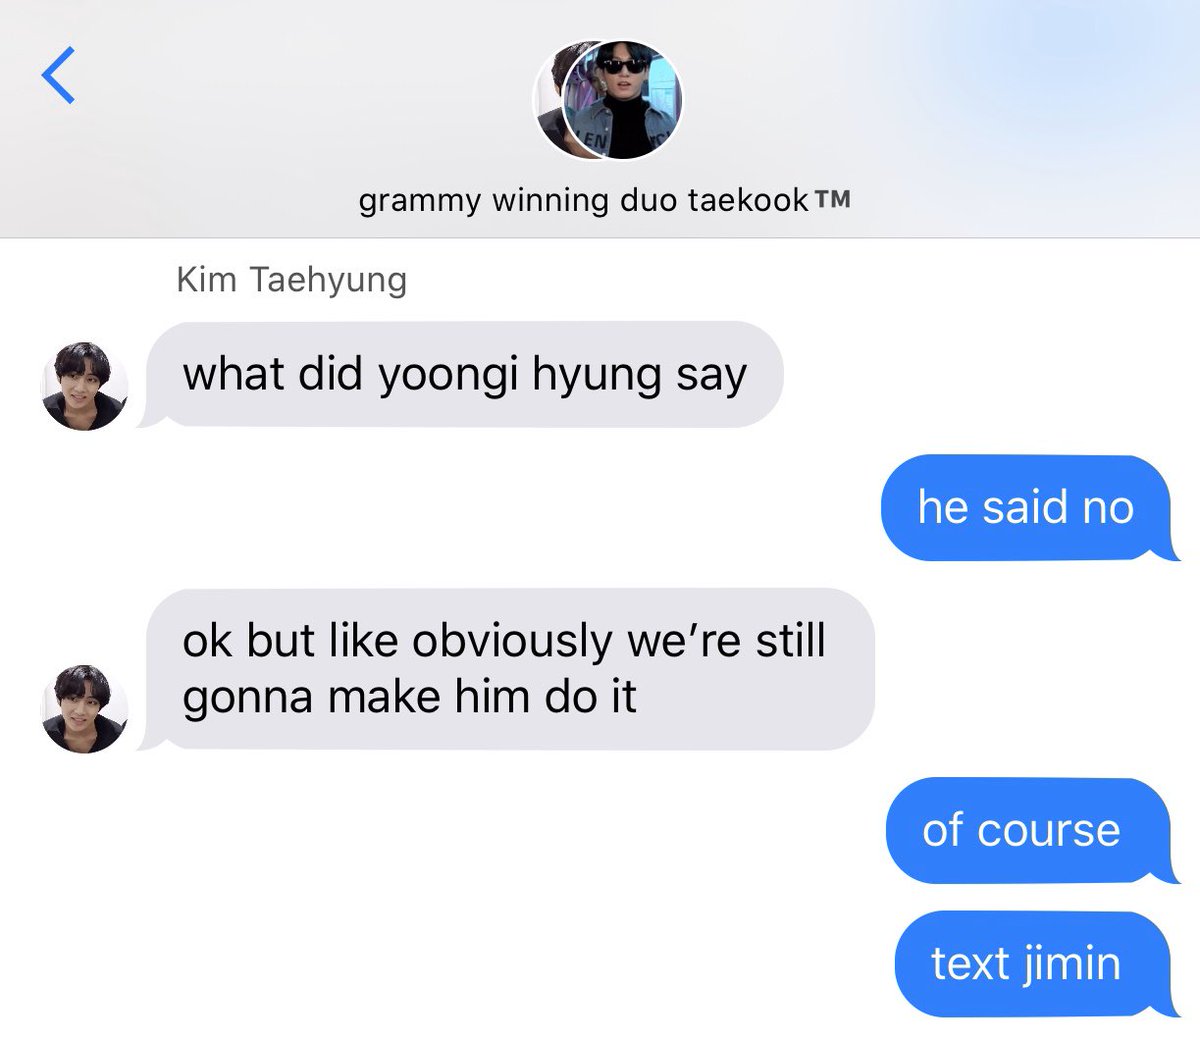 LEN
grammy winning duo taekook™
Kim Taehyung
what did yoongi hyung say
he said no
ok but like obviously we’re still
gonna make him do it
of course
text jimin